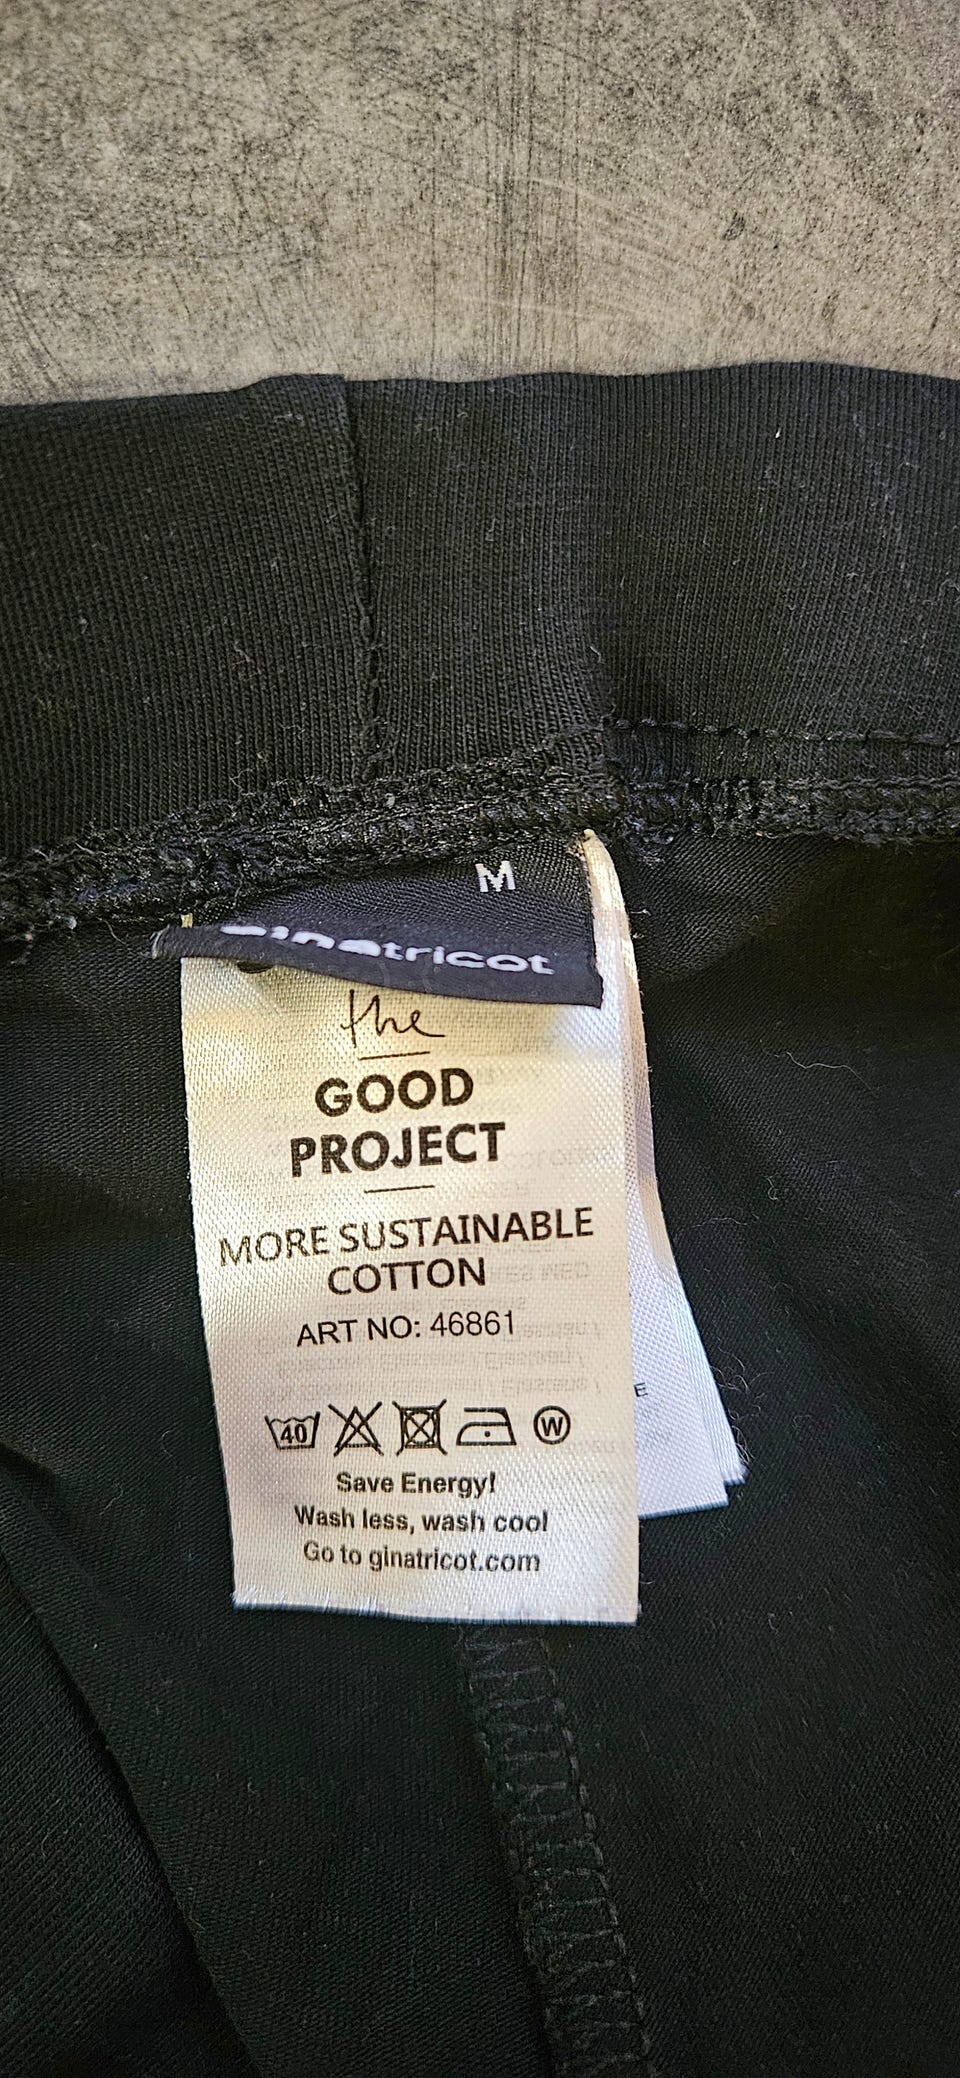 M
ginatricot
the
GOOD
PROJECT
MORE SUSTAINABLE
COTTON
ART NO: 46861
40 W
Save Energy!
Wash less, wash cool
Go to ginatricot.com
E